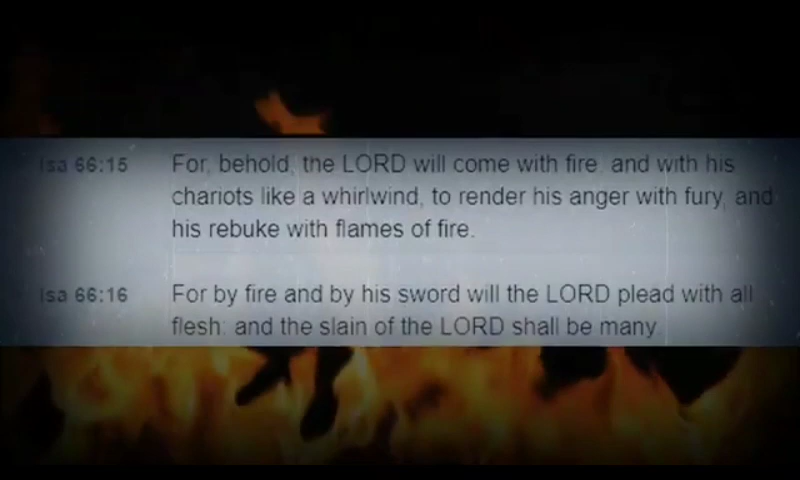 Isa 66:15 For, behold, the LORD will come with fire, and with his
chariots like a whirlwind, to render his anger with fury, and
his rebuke with flames of fire.
Isa 66:16 For by fire and by his sword will the LORD plead with all
flesh: and the slain of the LORD shall be many.